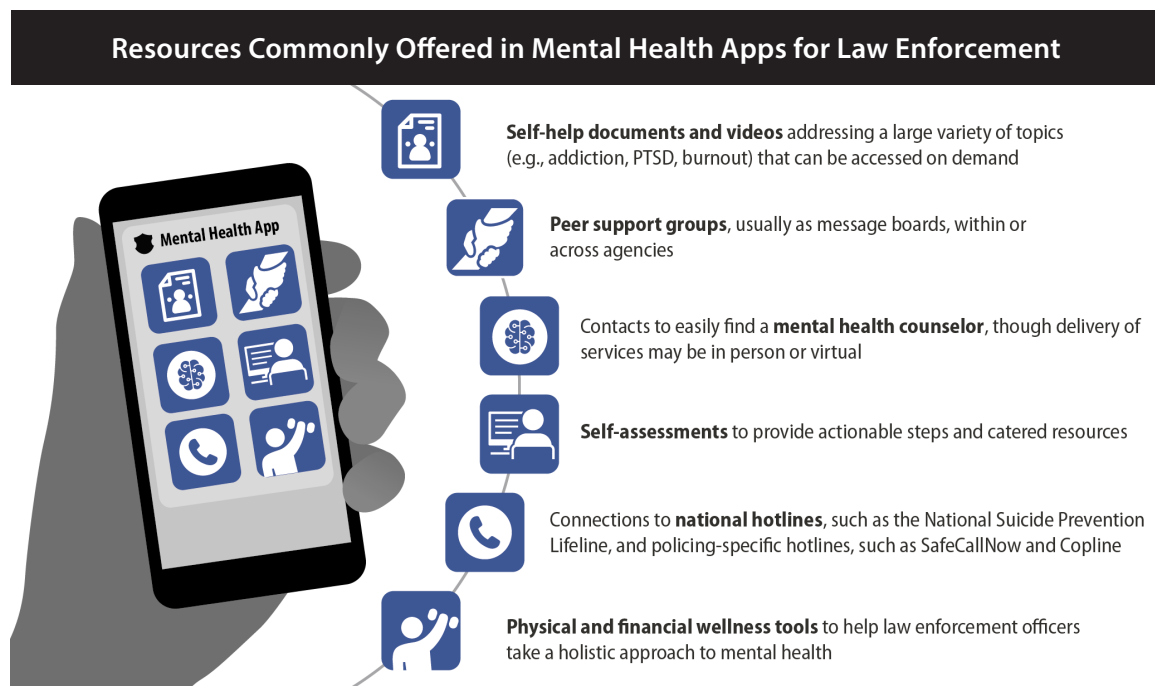 Resources Commonly Offered in Mental Health Apps for Law Enforcement
Mental Health App
Self-help documents and videos addressing a large variety of topics
(e.g., addiction, PTSD, burnout) that can be accessed on demand
Peer support groups, usually as message boards, within or
across agencies
Contacts to easily find a mental health counselor, though delivery of
services may be in person or virtual
Self-assessments to provide actionable steps and catered resources
Connections to national hotlines, such as the National Suicide Prevention
Lifeline, and policing-specific hotlines, such as SafeCallNow and Copline
Physical and financial wellness tools to help law enforcement officers
take a holistic approach to mental health